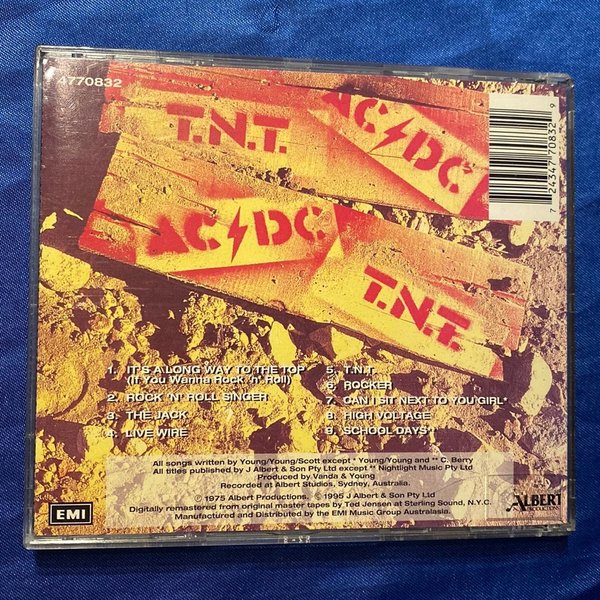 4770832
T.N.T.
AC⚡DC
AC⚡DC
T.N.T.
7 24347 70832 9
1. IT'S A LONG WAY TO THE TOP
(If You Wanna Rock 'n' Roll)
2. ROCK 'N' ROLL SINGER
3. THE JACK
4. LIVE WIRE
5. T.N.T.
6. ROCKER
7. CAN I SIT NEXT TO YOU GIRL*
8. HIGH VOLTAGE
9. SCHOOL DAYS**
All songs written by Young/Young/Scott except * Young/Young and ** C. Berry
All titles published by J Albert & Son Pty Ltd except ** Nightlight Music Pty Ltd
Produced by Vanda & Young
Recorded at Albert Studios, Sydney, Australia.
℗ 1975 Albert Productions. © 1995 J Albert & Son Pty Ltd
Digitally remastered from original master tapes by Ted Jensen at Sterling Sound, N.Y.C.
Manufactured and Distributed by the EMI Music Group Australasia.
EMI
ALBERT
PRODUCTIONS